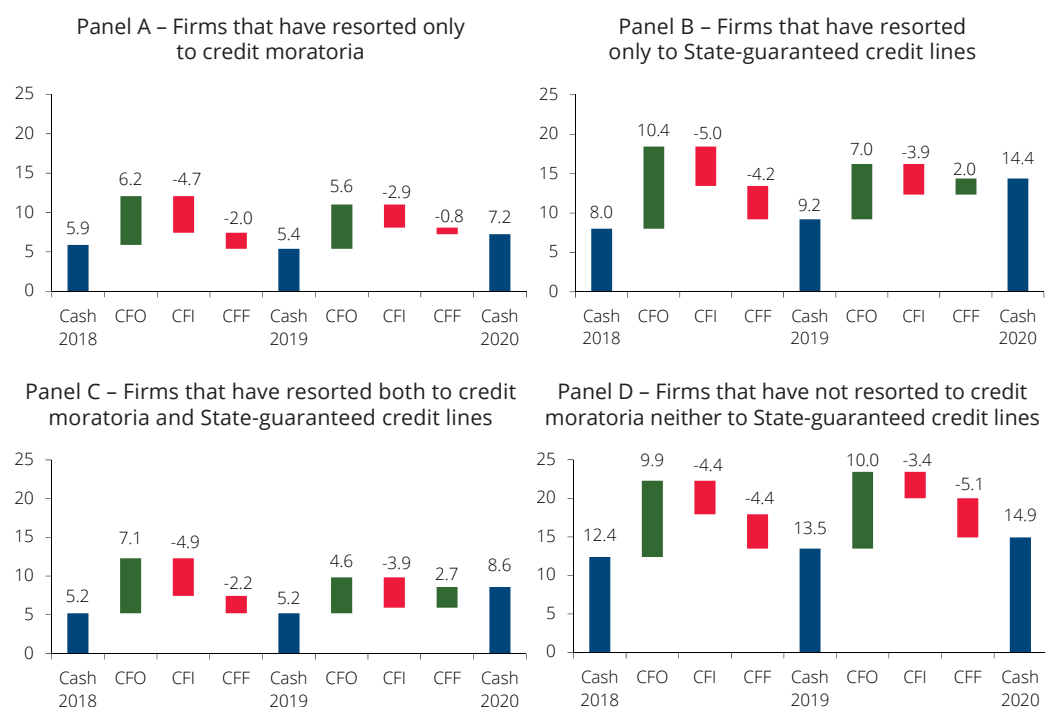 Panel A – Firms that have resorted only
to credit moratoria
25
20
15
10
5
0
5.9
6.2
-4.7
-2.0
5.4
5.6
-2.9
-0.8
7.2
Cash
2018
CFO
CFI
CFF
Cash
2019
CFO
CFI
CFF
Cash
2020
Panel B – Firms that have resorted
only to State-guaranteed credit lines
25
20
15
10
5
0
8.0
10.4
-5.0
-4.2
9.2
7.0
-3.9
2.0
14.4
Cash
2018
CFO
CFI
CFF
Cash
2019
CFO
CFI
CFF
Cash
2020
Panel C – Firms that have resorted both to credit
moratoria and State-guaranteed credit lines
25
20
15
10
5
0
5.2
7.1
-4.9
-2.2
5.2
4.6
-3.9
2.7
8.6
Cash
2018
CFO
CFI
CFF
Cash
2019
CFO
CFI
CFF
Cash
2020
Panel D – Firms that have not resorted to credit
moratoria neither to State-guaranteed credit lines
25
20
15
10
5
0
12.4
9.9
-4.4
-4.4
13.5
10.0
-3.4
-5.1
14.9
Cash
2018
CFO
CFI
CFF
Cash
2019
CFO
CFI
CFF
Cash
2020